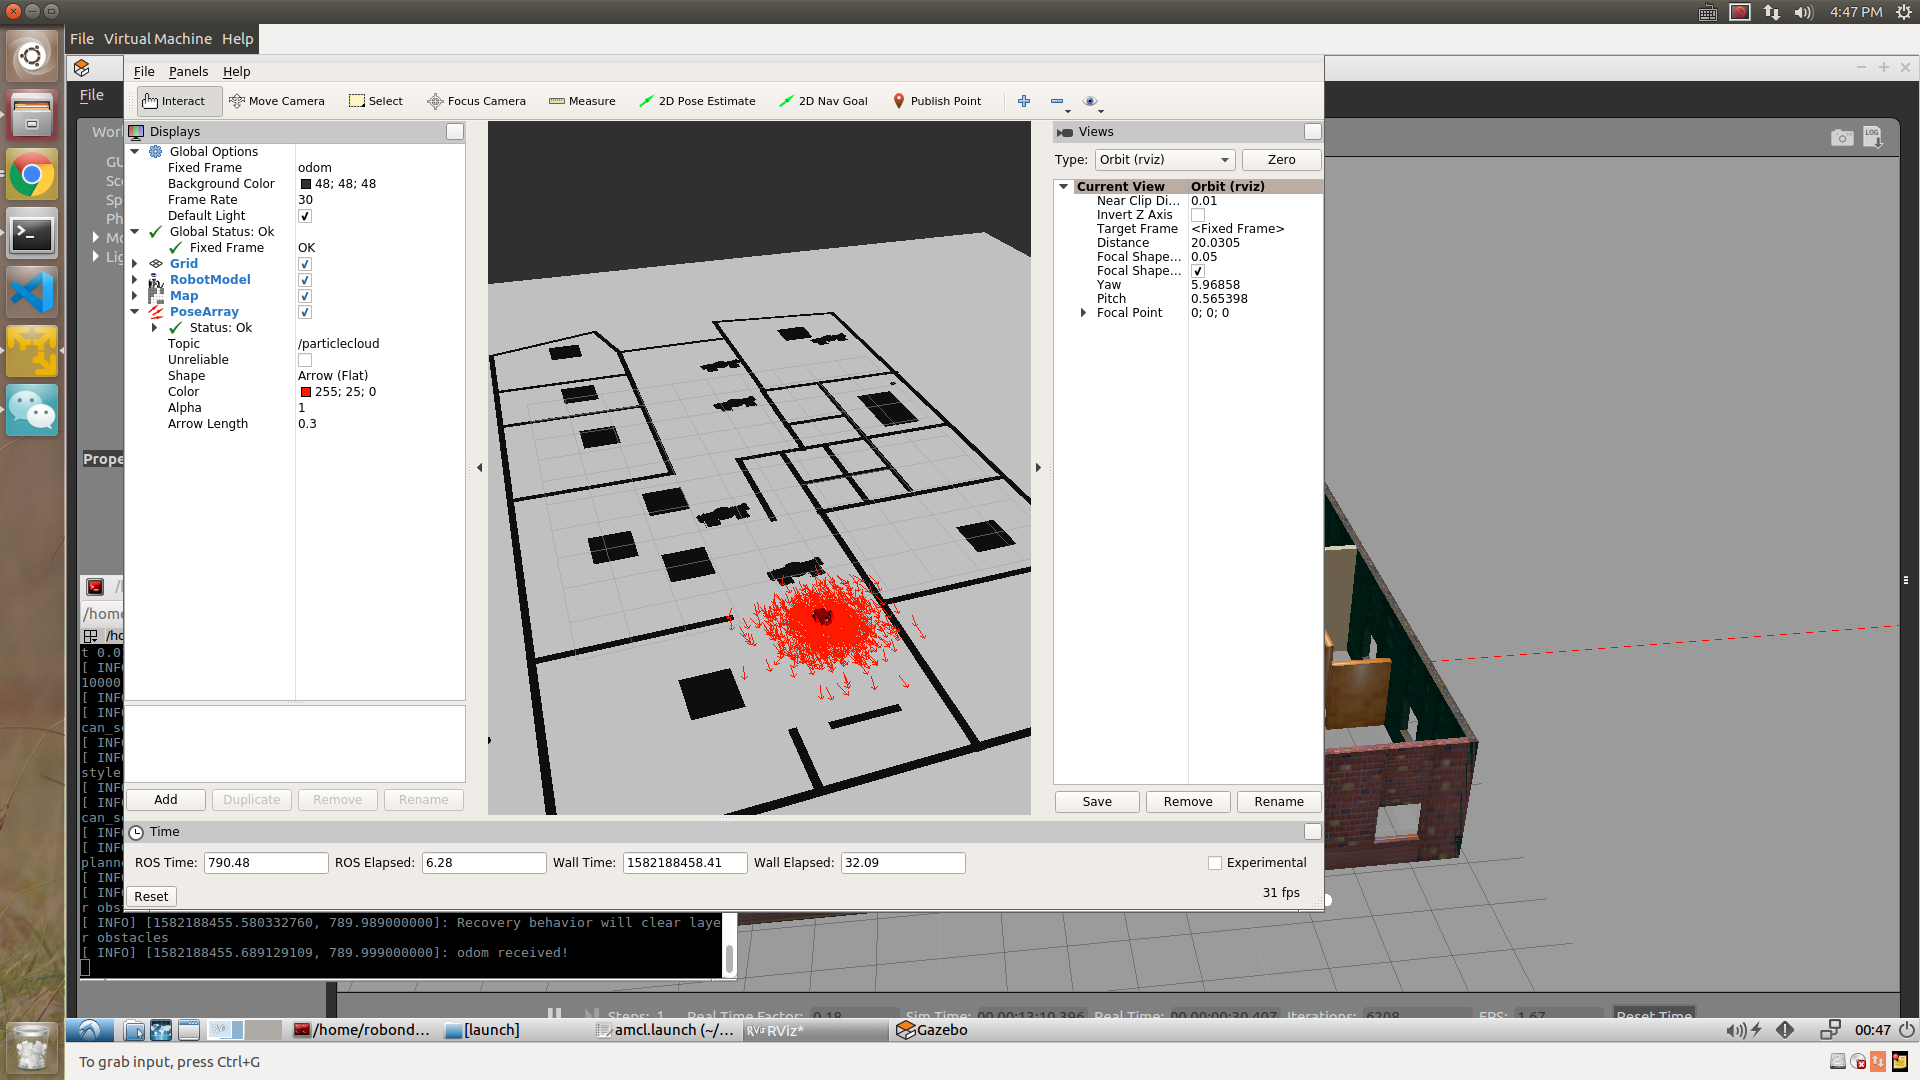 4:47 PM
File Virtual Machine Help
File
File Panels Help
Interact Move Camera Select Focus Camera Measure 2D Pose Estimate 2D Nav Goal Publish Point
LOG
Displays
Global Options
Fixed Frame odom
Background Color 48; 48; 48
Frame Rate 30
Default Light
Global Status: Ok
Fixed Frame OK
Grid
RobotModel
Map
PoseArray
Status: Ok
Topic /particlecloud
Unreliable
Shape Arrow (Flat)
Color 255; 25; 0
Alpha 1
Arrow Length 0.3
Add Duplicate Remove Rename
Views
Type: Orbit (rviz) Zero
Current View Orbit (rviz)
Near Clip Di... 0.01
Invert Z Axis
Target Frame <Fixed Frame>
Distance 20.0305
Focal Shape... 0.05
Focal Shape...
Yaw 5.96858
Pitch 0.565398
Focal Point 0; 0; 0
Save Remove Rename
Time
ROS Time: 790.48 ROS Elapsed: 6.28 Wall Time: 1582188458.41 Wall Elapsed: 32.09 Experimental
Reset 31 fps
Worl
GU
Sc
Sp
Ph
Mo
Lig
Prope
/home
/ho
t 0.0
[ INF
10000
[ INF
[ INF
can_s
[ INF
[ INF
style
[ INF
[ INF
can_s
[ INF
[ INF
plann
[ INF
[ INF
r obs
[ INFO] [1582188455.580332760, 789.989000000]: Recovery behavior will clear laye
r obstacles
[ INFO] [1582188455.689129109, 789.999000000]: odom received!
Steps: 1 Real Time Factor: 0.18 Sim Time: 00 00:13:10.396 Real Time: 00 00:00:30.407 Iterations: 6208 FPS: 1.67 Reset Time
/home/robond... [launch] amcl.launch (~/... RViz* Gazebo 00:47
To grab input, press Ctrl+G